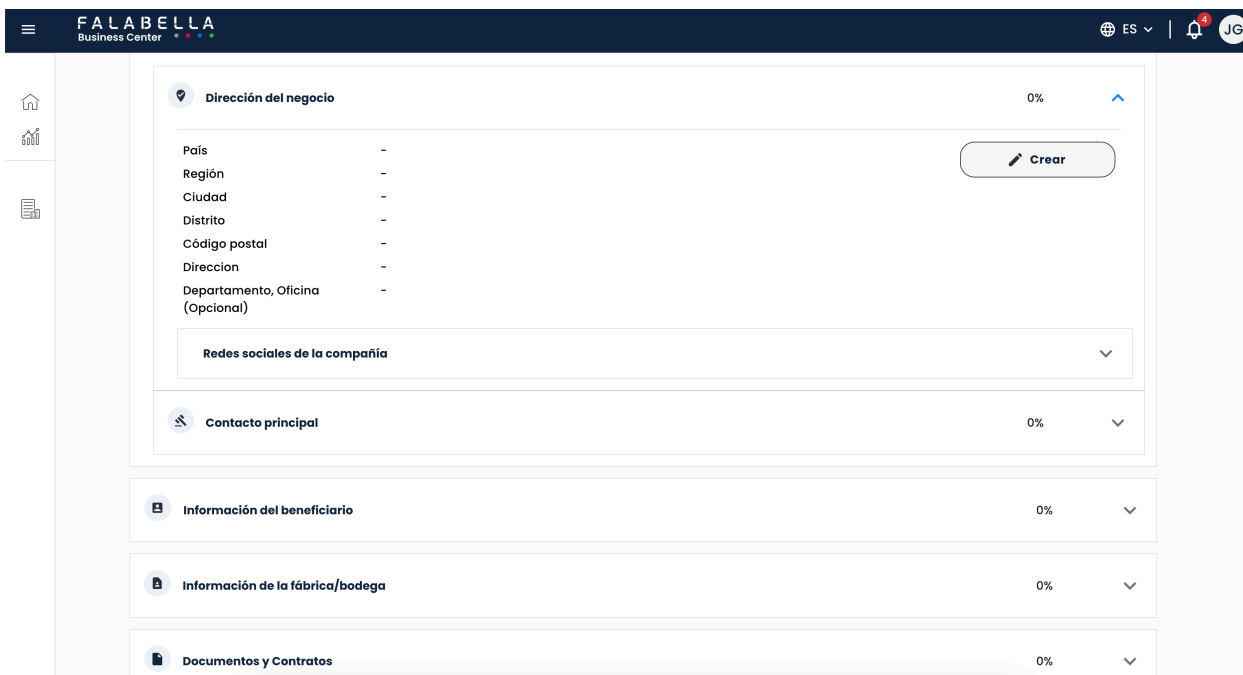 FALABELLA
Business Center
ES
4
JG
Dirección del negocio 0%
País -
Crear
Región -
Ciudad -
Distrito -
Código postal -
Direccion -
Departamento, Oficina -
(Opcional)
Redes sociales de la compañía
Contacto principal 0%
Información del beneficiario 0%
Información de la fábrica/bodega 0%
Documentos y Contratos 0%